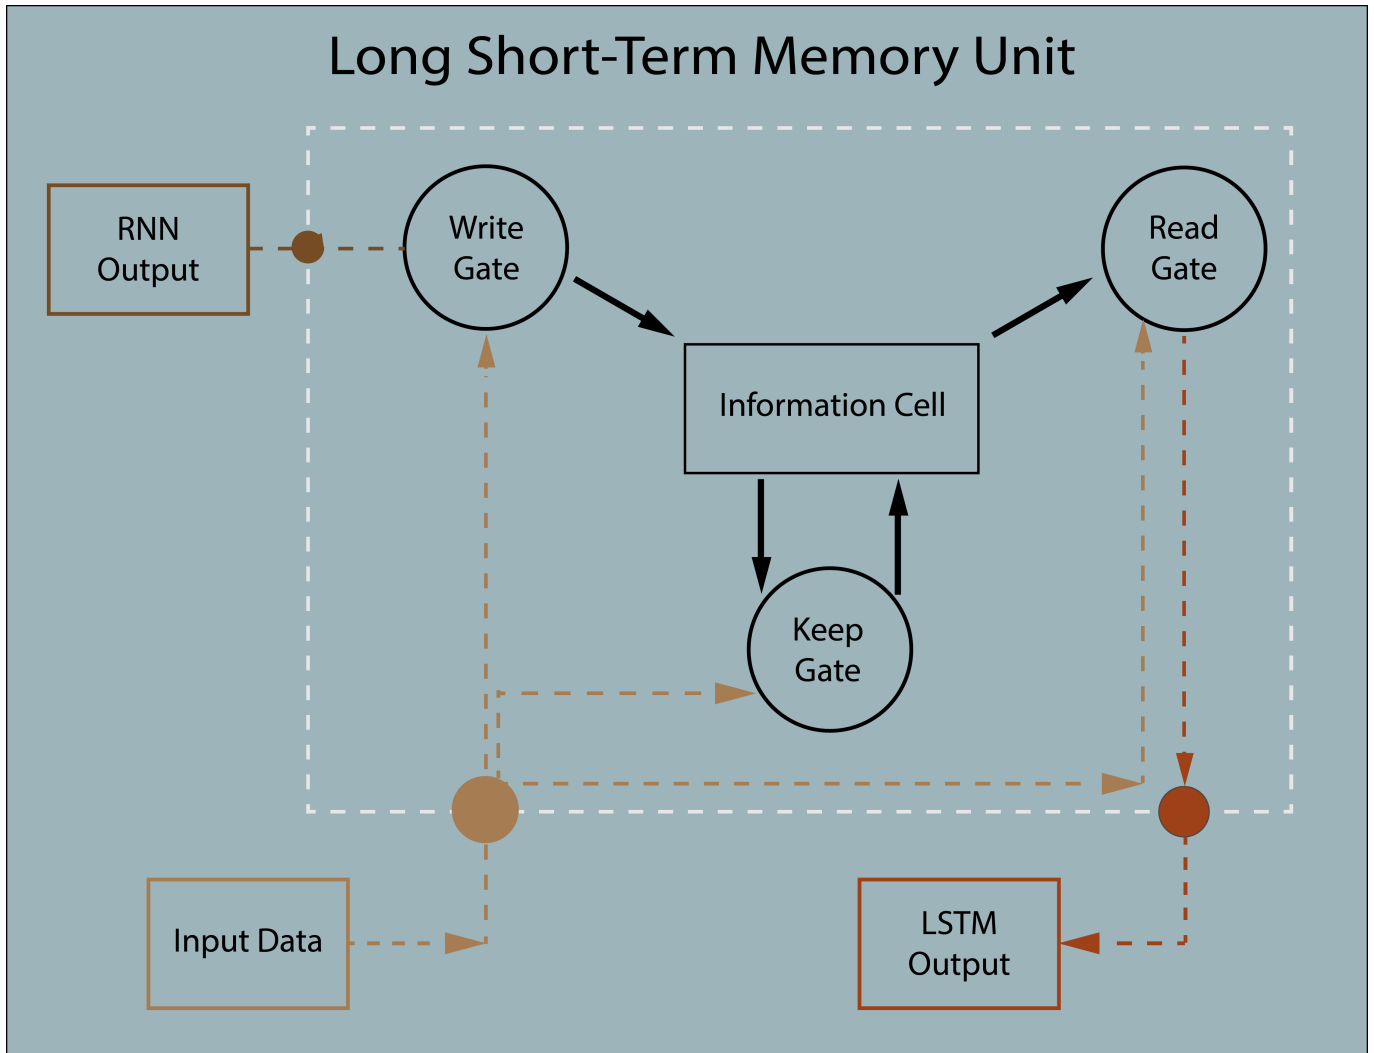 Long Short-Term Memory Unit
RNN
Output
Write
Gate
Read
Gate
Information Cell
Keep
Gate
Input Data
LSTM
Output